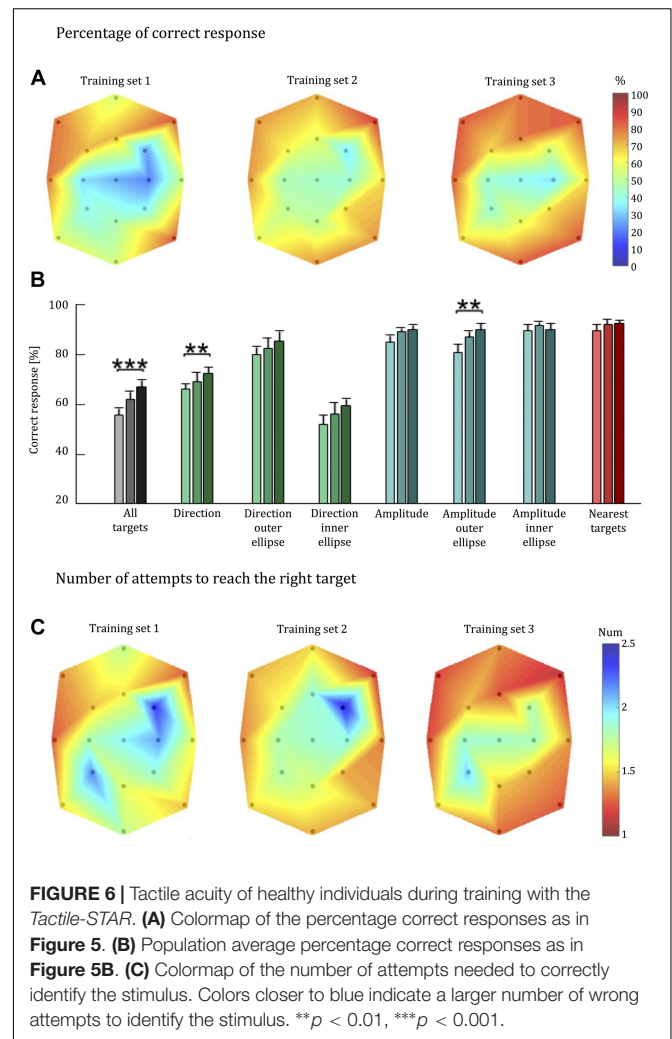 Percentage of correct response
A
Training set 1
Training set 2
Training set 3
%
100
90
80
70
60
50
40
30
20
10
0
B
100
80
60
40
20
Correct response [%]
***
**
**
All
targets
Direction
Direction
outer
ellipse
Direction
inner
ellipse
Amplitude
Amplitude
outer
ellipse
Amplitude
inner
ellipse
Nearest
targets
Number of attempts to reach the right target
C
Training set 1
Training set 2
Training set 3
Num
2.5
2
1.5
1
FIGURE 6 | Tactile acuity of healthy individuals during training with the
Tactile-STAR. (A) Colormap of the percentage correct responses as in
Figure 5. (B) Population average percentage correct responses as in
Figure 5B. (C) Colormap of the number of attempts needed to correctly
identify the stimulus. Colors closer to blue indicate a larger number of wrong
attempts to identify the stimulus. **p < 0.01, ***p < 0.001.